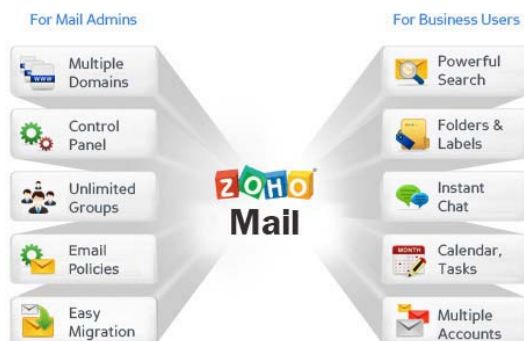 For Mail Admins
For Business Users
Multiple
Domains
Control
Panel
Unlimited
Groups
Email
Policies
Easy
Migration
ZOHO
Mail
Powerful
Search
Folders &
Labels
Instant
Chat
MONTH
Calendar,
Tasks
Multiple
Accounts
WWW